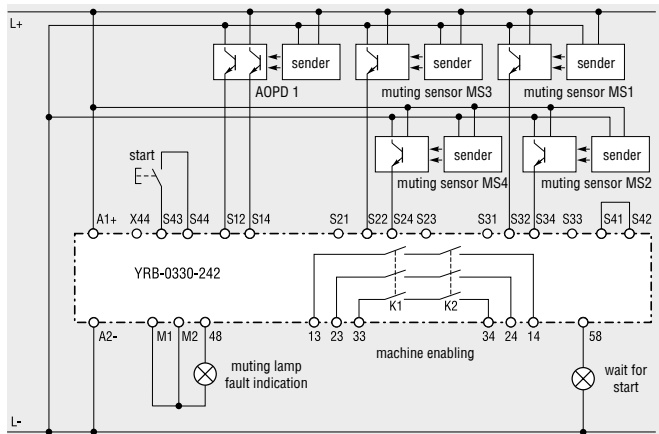 L+
sender
sender
sender
AOPD 1
muting sensor MS3
muting sensor MS1
sender
sender
start
muting sensor MS4
muting sensor MS2
A1+ X44 S43 S44 S12 S14 S21 S22 S24 S23 S31 S32 S34 S33 S41 S42
YRB-0330-242
K1 K2
A2- M1 M2 48 13 23 33 34 24 14 58
machine enabling
muting lamp
fault indication
wait for
start
L-